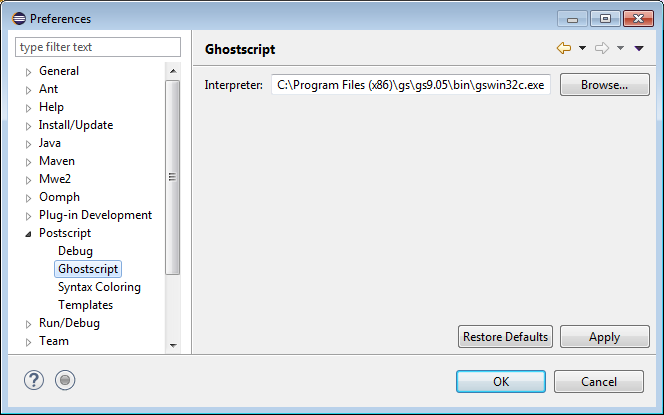 Preferences
type filter text
General
Ant
Help
Install/Update
Java
Maven
Mwe2
Oomph
Plug-in Development
Postscript
Debug
Ghostscript
Syntax Coloring
Templates
Run/Debug
Team
Ghostscript
Interpreter: C:\Program Files (x86)\gs\gs9.05\bin\gswin32c.exe Browse...
Restore Defaults Apply
? OK Cancel